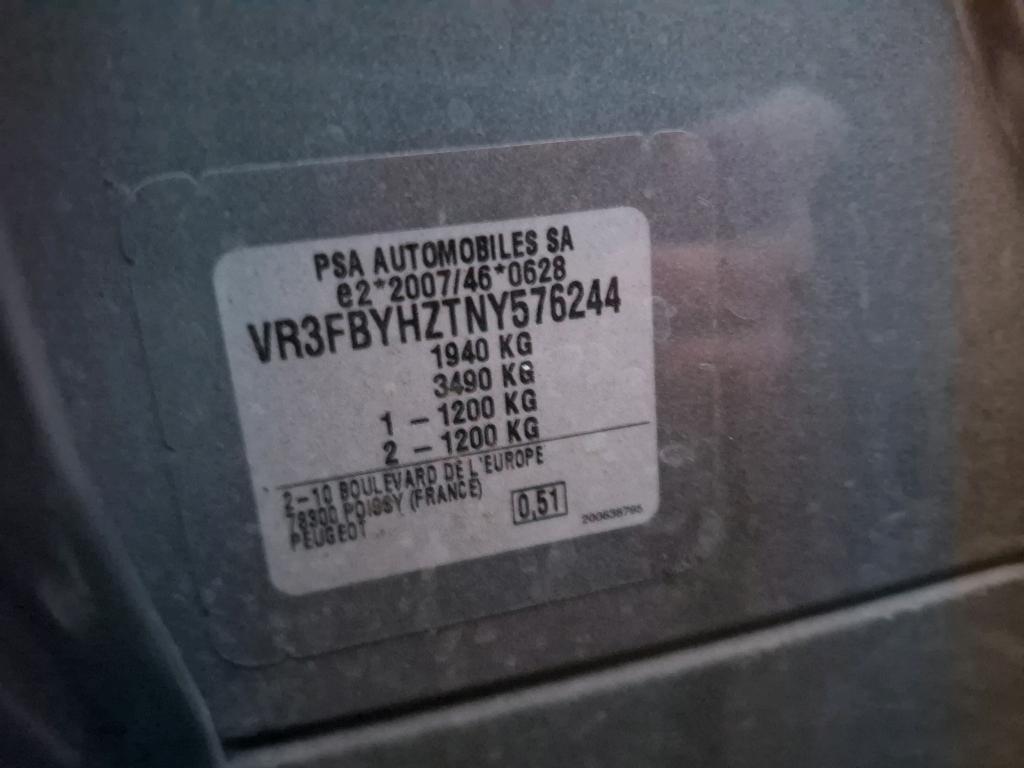 PSA AUTOMOBILES SA
e2*2007/46*0628
VR3FBYHZTNY576244
1940 KG
3490 KG
1 - 1200 KG
2 - 1200 KG
2-10 BOULEVARD DE L'EUROPE
78300 POISSY (FRANCE)
PEUGEOT
0,51
200638795